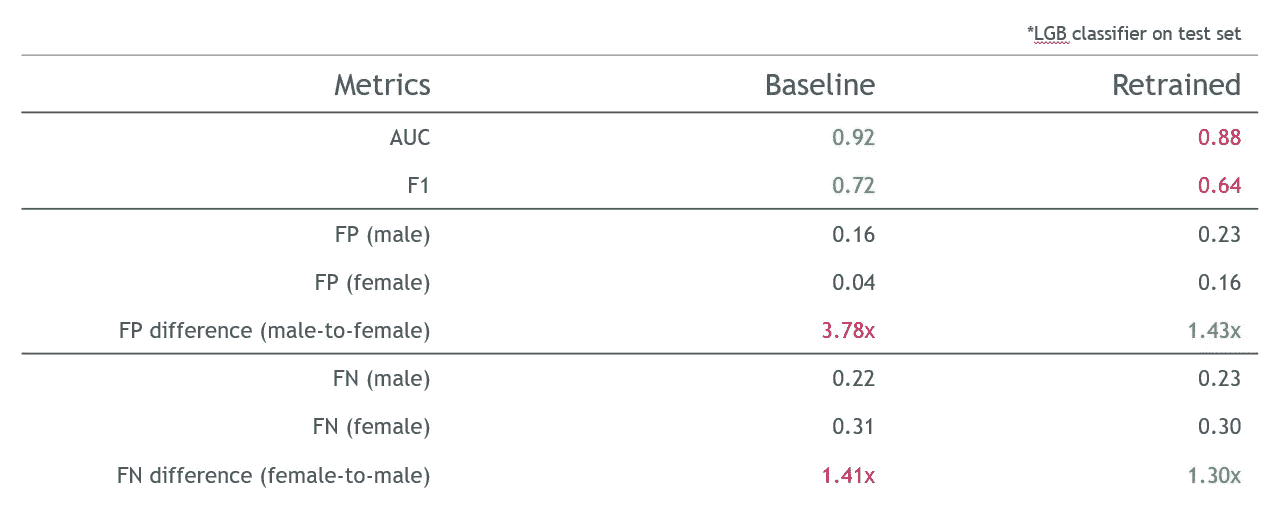 *LGB classifier on test set
Metrics Baseline Retrained
AUC 0.92 0.88
F1 0.72 0.64
FP (male) 0.16 0.23
FP (female) 0.04 0.16
FP difference (male-to-female) 3.78x 1.43x
FN (male) 0.22 0.23
FN (female) 0.31 0.30
FN difference (female-to-male) 1.41x 1.30x